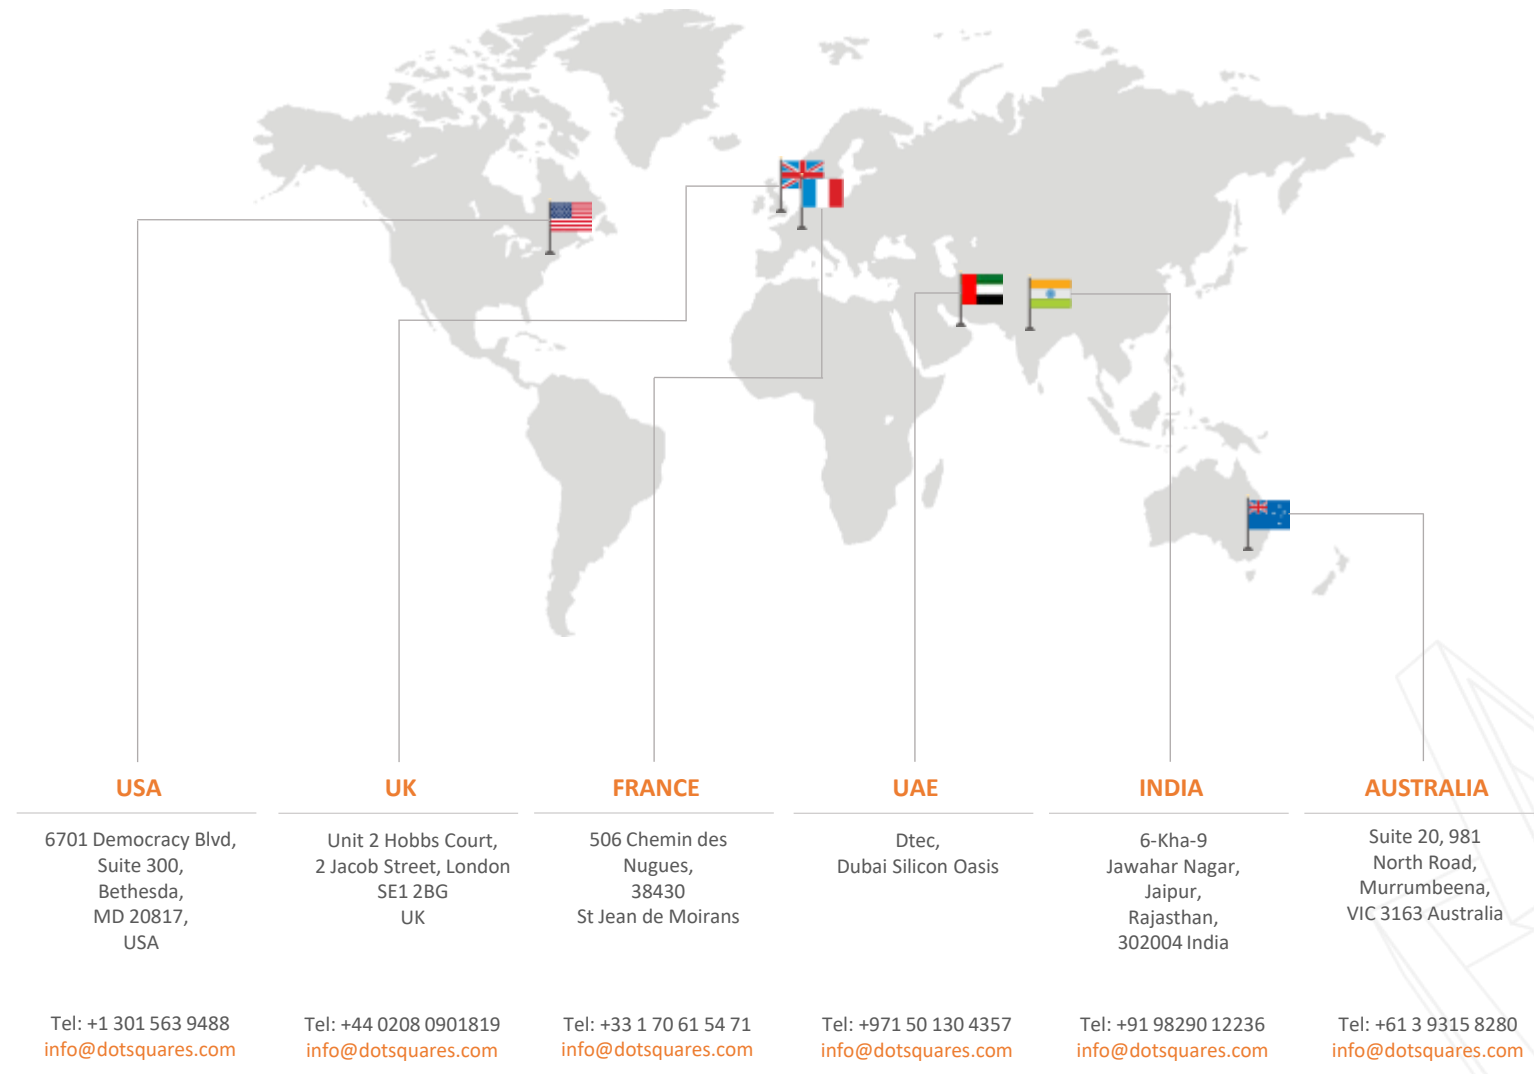 USA
6701 Democracy Blvd,
Suite 300,
Bethesda,
MD 20817,
USA
Tel: +1 301 563 9488
info@dotsquares.com
UK
Unit 2 Hobbs Court,
2 Jacob Street, London
SE1 2BG
UK
Tel: +44 0208 0901819
info@dotsquares.com
FRANCE
506 Chemin des
Nugues,
38430
St Jean de Moirans
Tel: +33 1 70 61 54 71
info@dotsquares.com
UAE
Dtec,
Dubai Silicon Oasis
Tel: +971 50 130 4357
info@dotsquares.com
INDIA
6-Kha-9
Jawahar Nagar,
Jaipur,
Rajasthan,
302004 India
Tel: +91 98290 12236
info@dotsquares.com
AUSTRALIA
Suite 20, 981
North Road,
Murrumbeena,
VIC 3163 Australia
Tel: +61 3 9315 8280
info@dotsquares.com